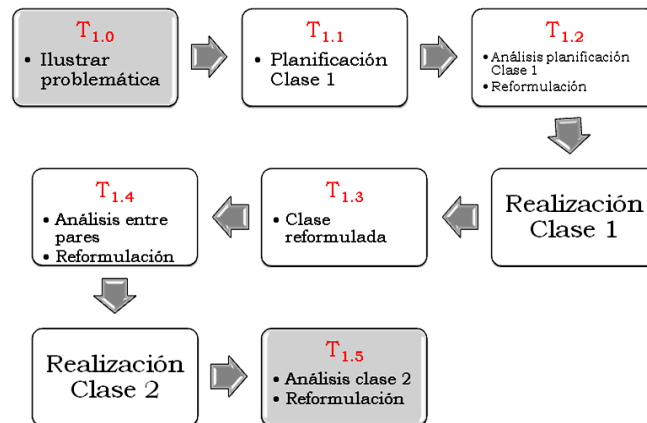 T1.0
• Ilustrar
problemática
T1.1
• Planificación
Clase 1
T1.2
• Análisis planificación
Clase 1
• Reformulación
Realización
Clase 1
T1.3
• Clase
reformulada
T1.4
• Análisis entre
pares
• Reformulación
Realización
Clase 2
T1.5
• Análisis clase 2
• Reformulación